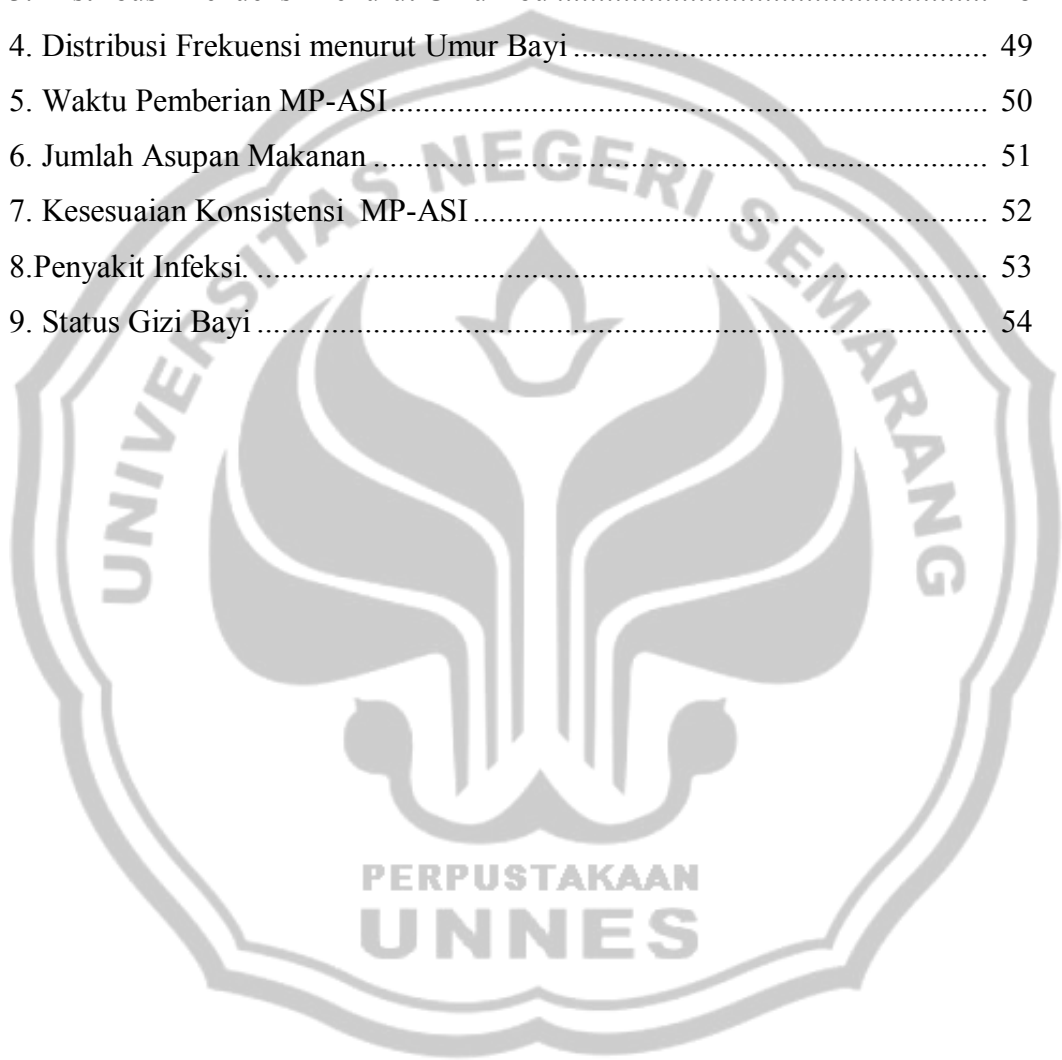 4. Distribusi Frekuensi menurut Umur Bayi ........................................................ 49
5. Waktu Pemberian MP-ASI................................................................................ 50
6. Jumlah Asupan Makanan .................................................................................. 51
7. Kesesuaian Konsistensi  MP-ASI ..................................................................... 52
8.Penyakit Infeksi. ................................................................................................. 53
9. Status Gizi Bayi ................................................................................................. 54
UNIVERSITAS NEGERI SEMARANG
PERPUSTAKAAN
UNNES